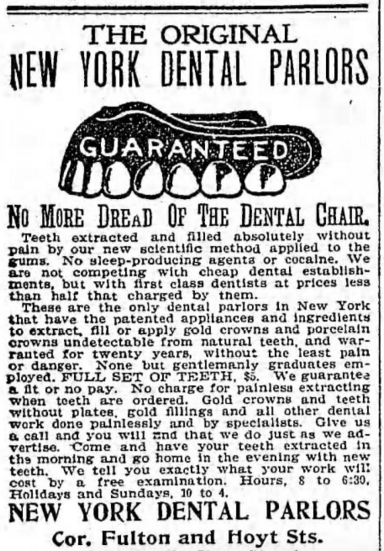 THE ORIGINAL
NEW YORK DENTAL PARLORS
GUARANTEED
P P
NO MORE DREAD OF THE DENTAL CHAIR.
Teeth extracted and filled absolutely without
pain by our new scientific method applied to the
gums. No sleep-producing agents or cocaine. We
are not competing with cheap dental establish-
ments, but with first class dentists at prices less
than half that charged by them.
These are the only dental parlors in New York
that have the patented appliances and ingredients
to extract, fill or apply gold crowns and porcelain
crowns undetectable from natural teeth, and war-
ranted for twenty years, without the least pain
or danger. None but gentlemanly graduates em-
ployed. FULL SET OF TEETH, $5. We guarantee
a fit or no pay. No charge for painless extracting
when teeth are ordered. Gold crowns and teeth
without plates, gold fillings and all other dental
work done painlessly and by specialists. Give us
a call and you will find that we do just as we ad-
vertise. Come and have your teeth extracted in
the morning and go home in the evening with new
teeth. We tell you exactly what your work will
cost by a free examination. Hours, 8 to 6:30,
Holidays and Sundays, 10 to 4.
NEW YORK DENTAL PARLORS
Cor. Fulton and Hoyt Sts.